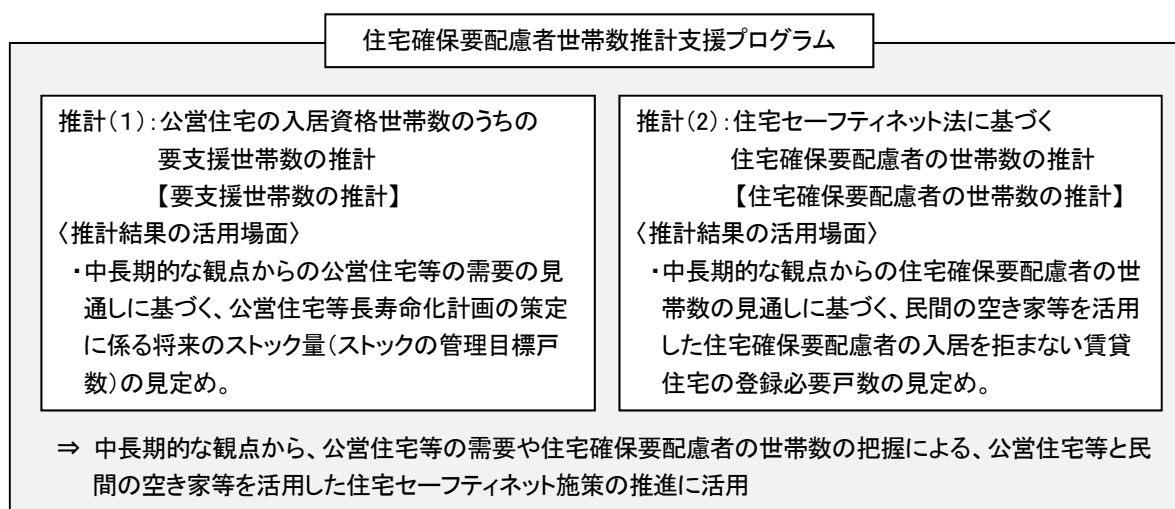 住宅確保要配慮者世帯数推計支援プログラム
推計(１)：公営住宅の入居資格世帯数のうちの
要支援世帯数の推計
【要支援世帯数の推計】
〈推計結果の活用場面〉
・中長期的な観点からの公営住宅等の需要の見
通しに基づく、公営住宅等長寿命化計画の策定
に係る将来のストック量(ストックの管理目標戸
数)の見定め。
推計(2)：住宅セーフティネット法に基づく
住宅確保要配慮者の世帯数の推計
【住宅確保要配慮者の世帯数の推計】
〈推計結果の活用場面〉
・中長期的な観点からの住宅確保要配慮者の世
帯数の見通しに基づく、民間の空き家等を活用
した住宅確保要配慮者の入居を拒まない賃貸
住宅の登録必要戸数の見定め。
⇒ 中長期的な観点から、公営住宅等の需要や住宅確保要配慮者の世帯数の把握による、公営住宅等と民
間の空き家等を活用した住宅セーフティネット施策の推進に活用